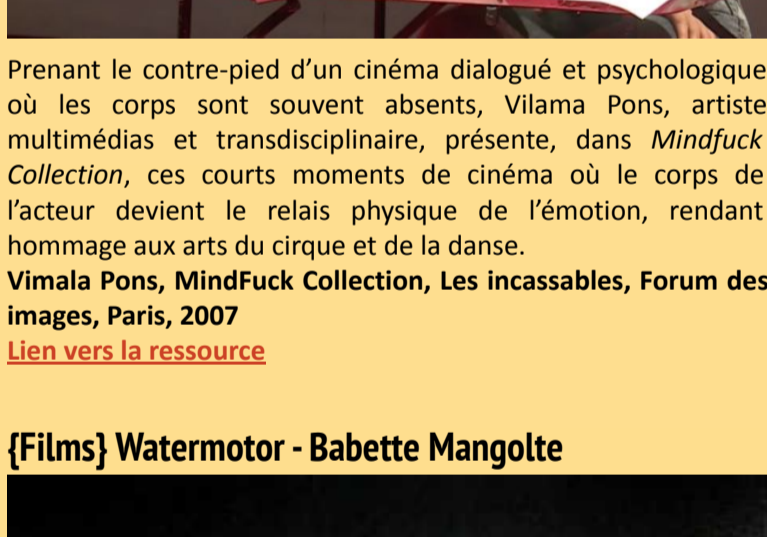 Prenant le contre-pied d’un cinéma dialogué et psychologique
où les corps sont souvent absents, Vilama Pons, artiste
multimédias et transdisciplinaire, présente, dans Mindfuck
Collection, ces courts moments de cinéma où le corps de
l’acteur devient le relais physique de l’émotion, rendant
hommage aux arts du cirque et de la danse.
Vimala Pons, MindFuck Collection, Les incassables, Forum des
images, Paris, 2007
Lien vers la ressource
{Films} Watermotor - Babette Mangolte